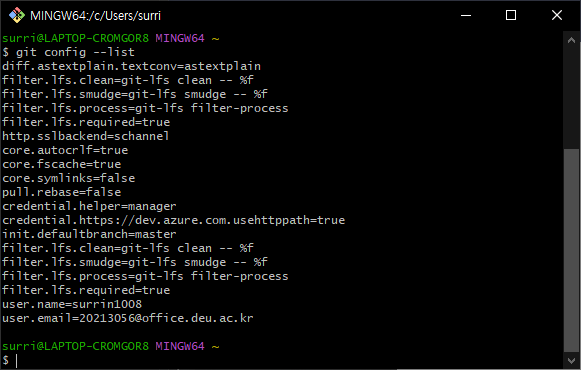 MINGW64:/c/Users/surri
surri@LAPTOP-CROMGOR8 MINGW64 ~
$ git config --list
diff.astextplain.textconv=astextplain
filter.lfs.clean=git-lfs clean -- %f
filter.lfs.smudge=git-lfs smudge -- %f
filter.lfs.process=git-lfs filter-process
filter.lfs.required=true
http.sslbackend=schannel
core.autocrlf=true
core.fscache=true
core.symlinks=false
pull.rebase=false
credential.helper=manager
credential.https://dev.azure.com.usehttppath=true
init.defaultbranch=master
filter.lfs.clean=git-lfs clean -- %f
filter.lfs.smudge=git-lfs smudge -- %f
filter.lfs.process=git-lfs filter-process
filter.lfs.required=true
user.name=surrin1008
user.email=20213056@office.deu.ac.kr
surri@LAPTOP-CROMGOR8 MINGW64 ~
$